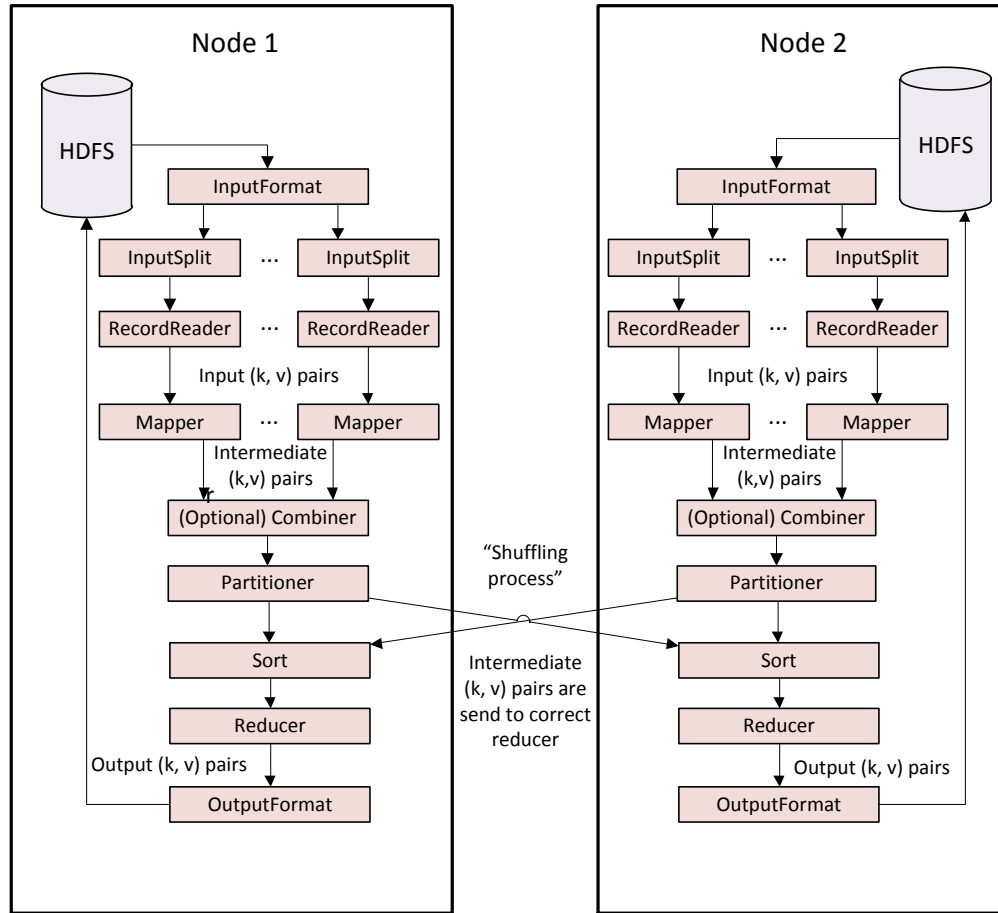 Node 1
HDFS
InputFormat
InputSplit ... InputSplit
RecordReader ... RecordReader
Input (k, v) pairs
Mapper ... Mapper
Intermediate
(k,v) pairs
r
(Optional) Combiner
Partitioner
Sort
Reducer
Output (k, v) pairs
OutputFormat
“Shuffling
process”
Intermediate
(k, v) pairs are
send to correct
reducer
Node 2
HDFS
InputFormat
InputSplit ... InputSplit
RecordReader ... RecordReader
Input (k, v) pairs
Mapper ... Mapper
Intermediate
(k,v) pairs
(Optional) Combiner
Partitioner
Sort
Reducer
Output (k, v) pairs
OutputFormat